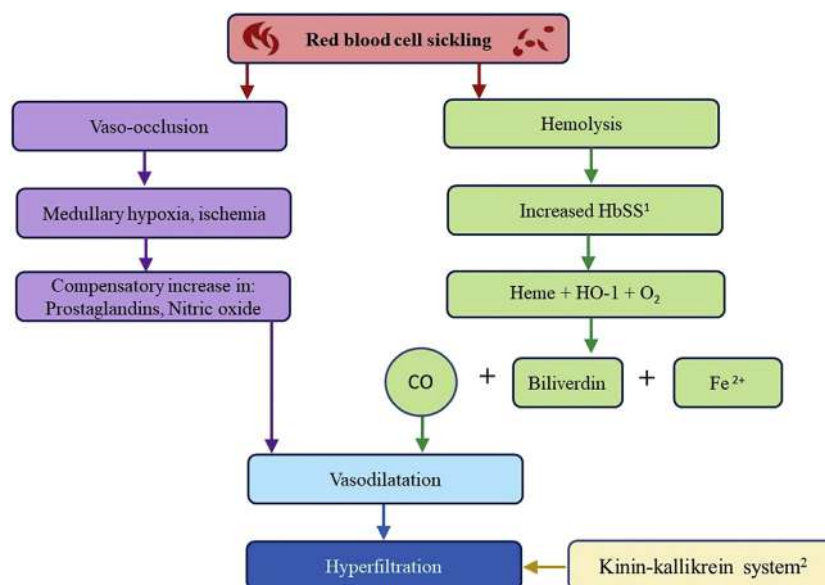 Red blood cell sickling
Vaso-occlusion
Hemolysis
Medullary hypoxia, ischemia
Increased HbSS¹
Compensatory increase in:
Prostaglandins, Nitric oxide
Heme + HO-1 + O₂
CO + Biliverdin + Fe²⁺
Vasodilatation
Hyperfiltration
Kinin-kallikrein system²